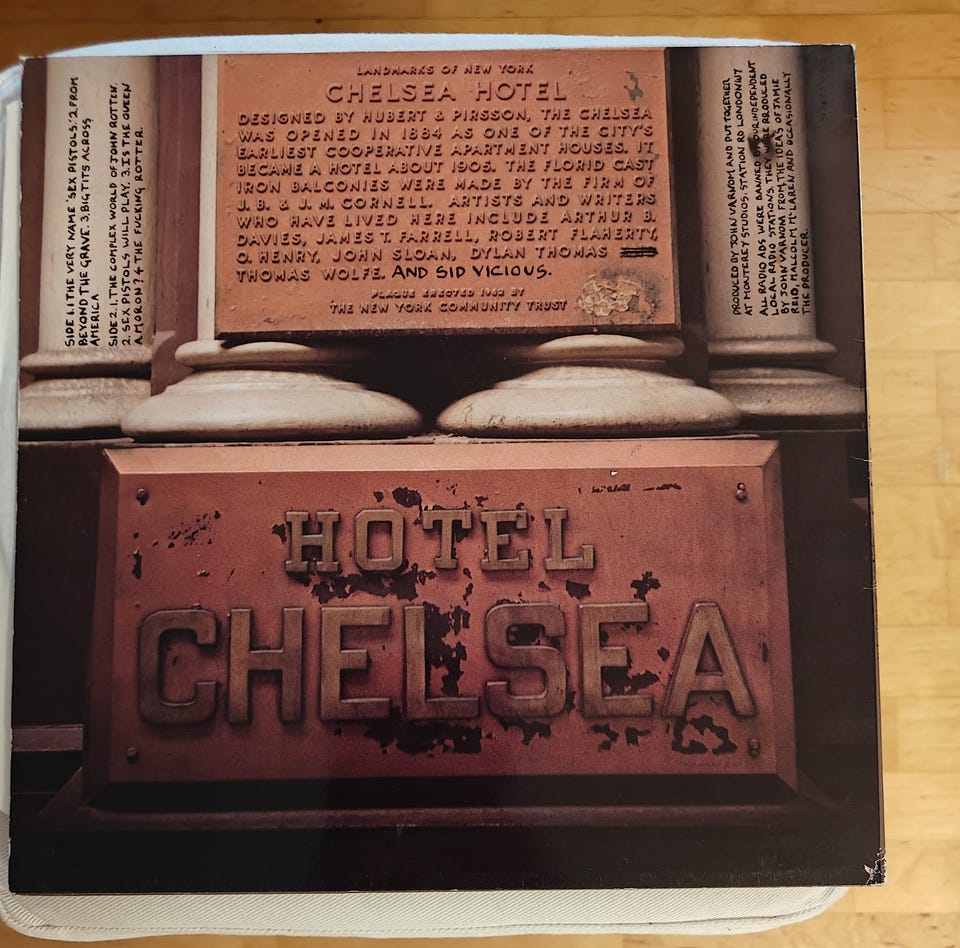 SIDE 1. 1 THE VERY NAME 'SEX PISTOLS.' 2, FROM
BEYOND THE GRAVE. 3, BIG TITS ACROSS
AMERICA
SIDE 2. 1. THE COMPLEX WORLD OF JOHN ROTTEN.
2. SEX PISTOLS WILL PLAY. 3. IS THE QUEEN
A MORON? 4 THE FUCKING ROTTER.
LANDMARKS OF NEW YORK
CHELSEA HOTEL
DESIGNED BY HUBERT & PIRSSON, THE CHELSEA
WAS OPENED IN 1884 AS ONE OF THE CITY'S
EARLIEST COOPERATIVE APARTMENT HOUSES. IT
BECAME A HOTEL ABOUT 1905. THE FLORID CAST
IRON BALCONIES WERE MADE BY THE FIRM OF
J. B. & J. M. CORNELL. ARTISTS AND WRITERS
WHO HAVE LIVED HERE INCLUDE ARTHUR B.
DAVIES, JAMES T. FARRELL, ROBERT FLAHERTY,
O. HENRY, JOHN SLOAN, DYLAN THOMAS
THOMAS WOLFE. AND SID VICIOUS.
PLAQUE ERECTED 1962 BY
THE NEW YORK COMMUNITY TRUST
PRODUCED BY JOHN VARNOM AND PUT TOGETHER
AT MONTEREY STUDIOS. STATION RD LONDON N7
ALL RADIO ADS WERE BANNED BY OUR INDEPENDENT
LOCAL RADIO STATIONS. THEY WERE PRODUCED
BY JOHN VARNOM FROM THE IDEAS OF JAMIE
REID, MALCOLM McLAREN AND OCCASIONALLY
THE PRODUCER.
HOTEL
CHELSEA